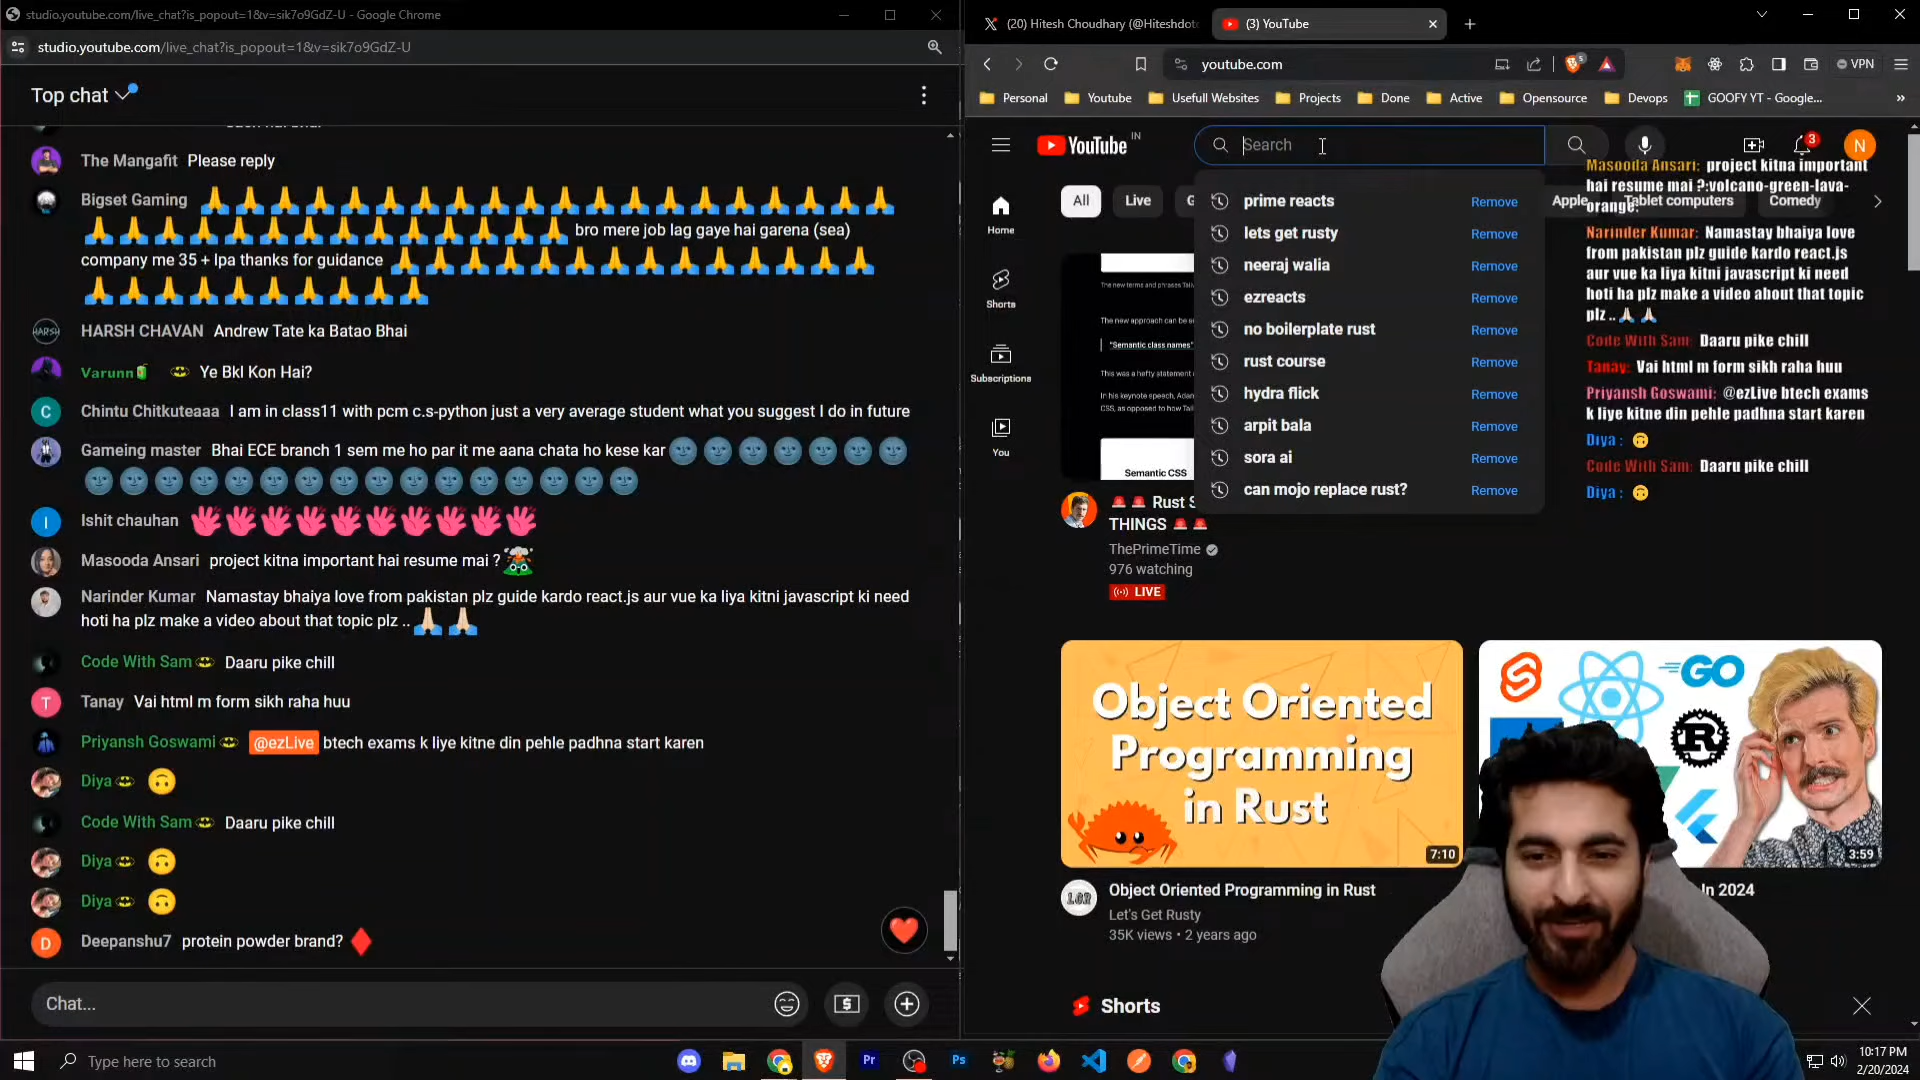 studio.youtube.com/live_chat?is_popout=1&v=sik7o9GdZ-U - Google Chrome
studio.youtube.com/live_chat?is_popout=1&v=sik7o9GdZ-U
Top chat
The Mangafit Please reply
Bigset Gaming
bro mere job lag gaye hai garena (sea)
company me 35 + lpa thanks for guidance
HARSH
HARSH CHAVAN Andrew Tate ka Batao Bhai
Varunn Ye Bkl Kon Hai?
C
Chintu Chitkuteaaa I am in class11 with pcm c.s-python just a very average student what you suggest I do in future
Gameing master Bhai ECE branch 1 sem me ho par it me aana chata ho kese kar
I
Ishit chauhan
Masooda Ansari project kitna important hai resume mai ?
Narinder Kumar Namastay bhaiya love from pakistan plz guide kardo react.js aur vue ka liya kitni javascript ki need
hoti ha plz make a video about that topic plz ..
Code With Sam Daaru pike chill
T
Tanay Vai html m form sikh raha huu
Priyansh Goswami @ezLive btech exams k liye kitne din pehle padhna start karen
Diya
Code With Sam Daaru pike chill
Diya
Diya
D
Deepanshu7 protein powder brand?
Chat...
(20) Hitesh Choudhary (@Hiteshdot
(3) YouTube
youtube.com
5
VPN
Personal
Youtube
Usefull Websites
Projects
Done
Active
Opensource
Devops
GOOFY YT - Google...
»
YouTube
IN
Search
3
N
All
Live
Apple
Tablet computers
Comedy
prime reacts Remove
lets get rusty Remove
neeraj walia Remove
ezreacts Remove
no boilerplate rust Remove
rust course Remove
hydra flick Remove
arpit bala Remove
sora ai Remove
can mojo replace rust? Remove
Home
Shorts
Subscriptions
You
"Semantic class names"
Semantic CSS
Rust S
THINGS
ThePrimeTime
976 watching
LIVE
Masooda Ansari: project kitna important
hai resume mai ?:volcano-green-lava-
orange:
Narinder Kumar: Namastay bhaiya love
from pakistan plz guide kardo react.js
aur vue ka liya kitni javascript ki need
hoti ha plz make a video about that topic
plz ..
Code With Sam: Daaru pike chill
Tanay: Vai html m form sikh raha huu
Priyansh Goswami: @ezLive btech exams
k liye kitne din pehle padhna start karen
Diya :
Code With Sam: Daaru pike chill
Diya :
Object Oriented
Programming
in Rust
7:10
GO
R
3:59
LGR
Object Oriented Programming in Rust
Let's Get Rusty
35K views • 2 years ago
In 2024
Shorts
Type here to search
Pr
Ps
10:17 PM
2/20/2024